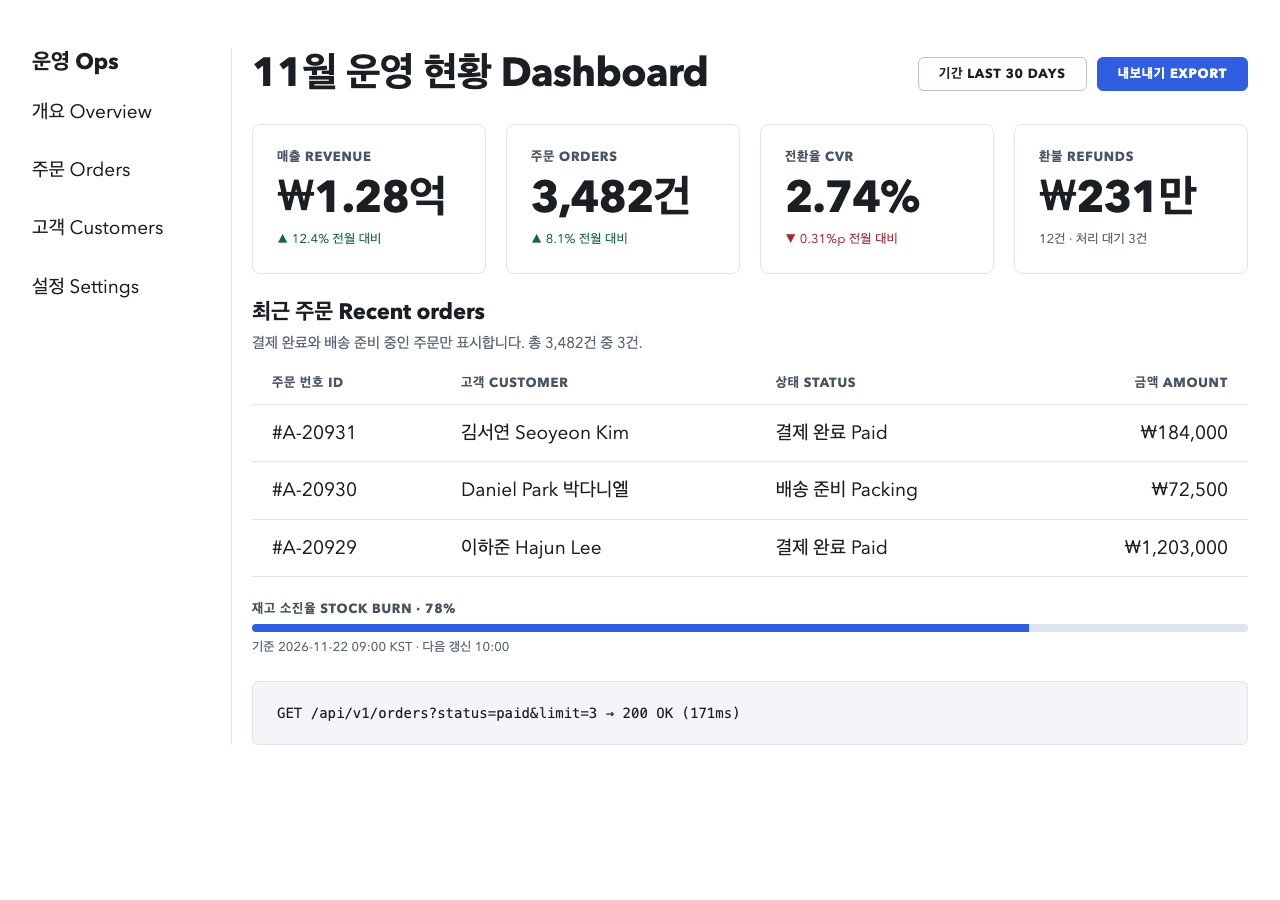 운영 Ops
개요 Overview
주문 Orders
고객 Customers
설정 Settings
11월 운영 현황 Dashboard
기간 LAST 30 DAYS
내보내기 EXPORT
매출 REVENUE
₩1.28억
▲ 12.4% 전월 대비
주문 ORDERS
3,482건
▲ 8.1% 전월 대비
전환율 CVR
2.74%
▼ 0.31%p 전월 대비
환불 REFUNDS
₩231만
12건 · 처리 대기 3건
최근 주문 Recent orders
결제 완료와 배송 준비 중인 주문만 표시합니다. 총 3,482건 중 3건.
주문 번호 ID 고객 CUSTOMER 상태 STATUS 금액 AMOUNT
#A-20931 김서연 Seoyeon Kim 결제 완료 Paid ₩184,000
#A-20930 Daniel Park 박다니엘 배송 준비 Packing ₩72,500
#A-20929 이하준 Hajun Lee 결제 완료 Paid ₩1,203,000
재고 소진율 STOCK BURN · 78%
기준 2026-11-22 09:00 KST · 다음 갱신 10:00
GET /api/v1/orders?status=paid&limit=3 → 200 OK (171ms)